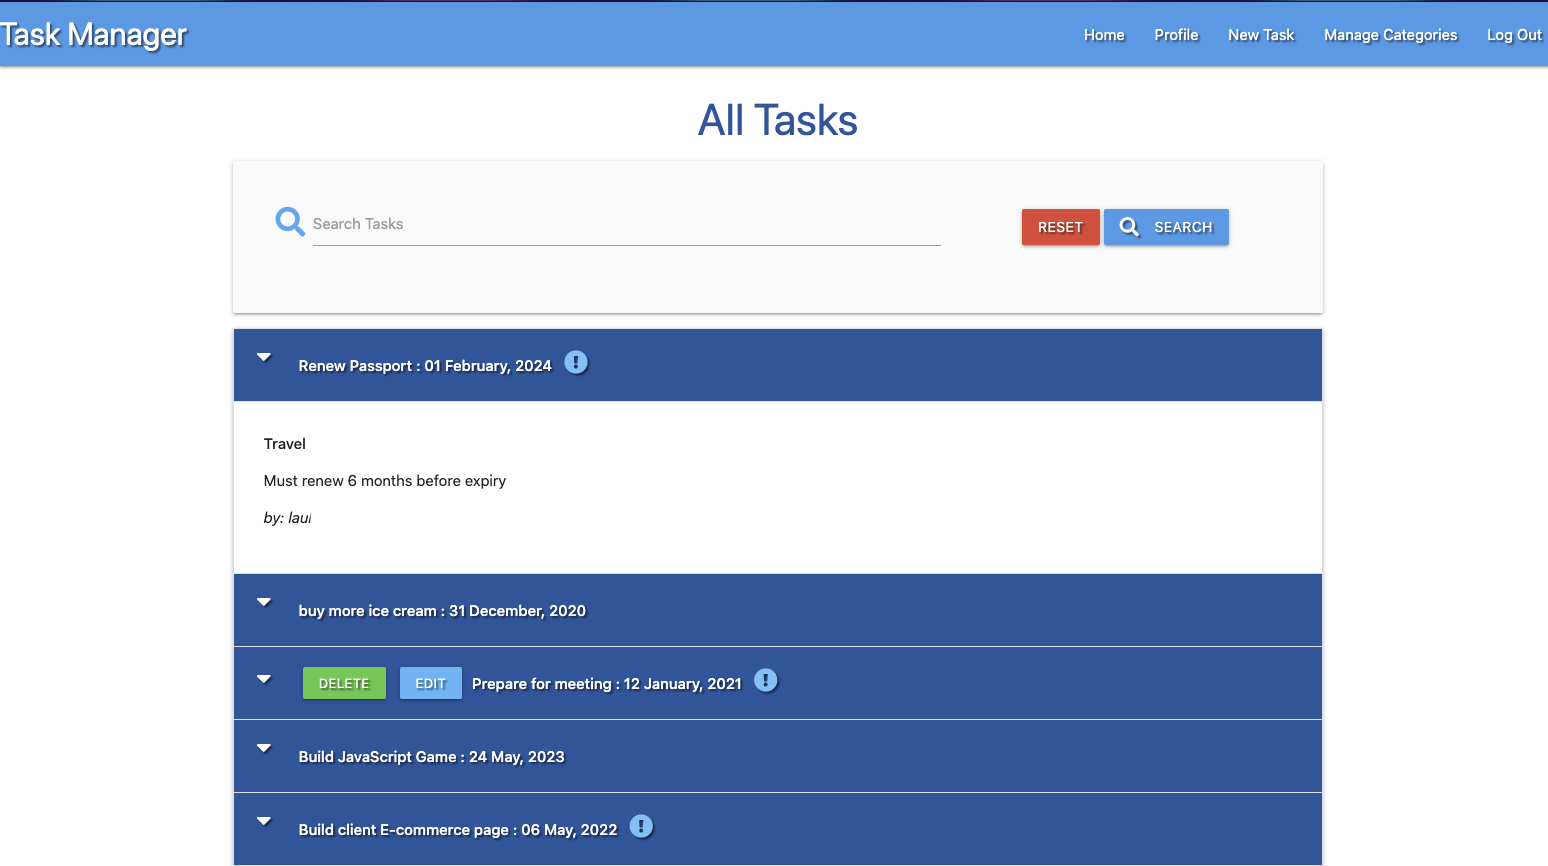 Task Manager
Home Profile New Task Manage Categories Log Out
All Tasks
Search Tasks
RESET SEARCH
Renew Passport : 01 February, 2024
Travel
Must renew 6 months before expiry
by:
buy more ice cream : 31 December, 2020
DELETE EDIT Prepare for meeting : 12 January, 2021
Build JavaScript Game : 24 May, 2023
Build client E-commerce page : 06 May, 2022